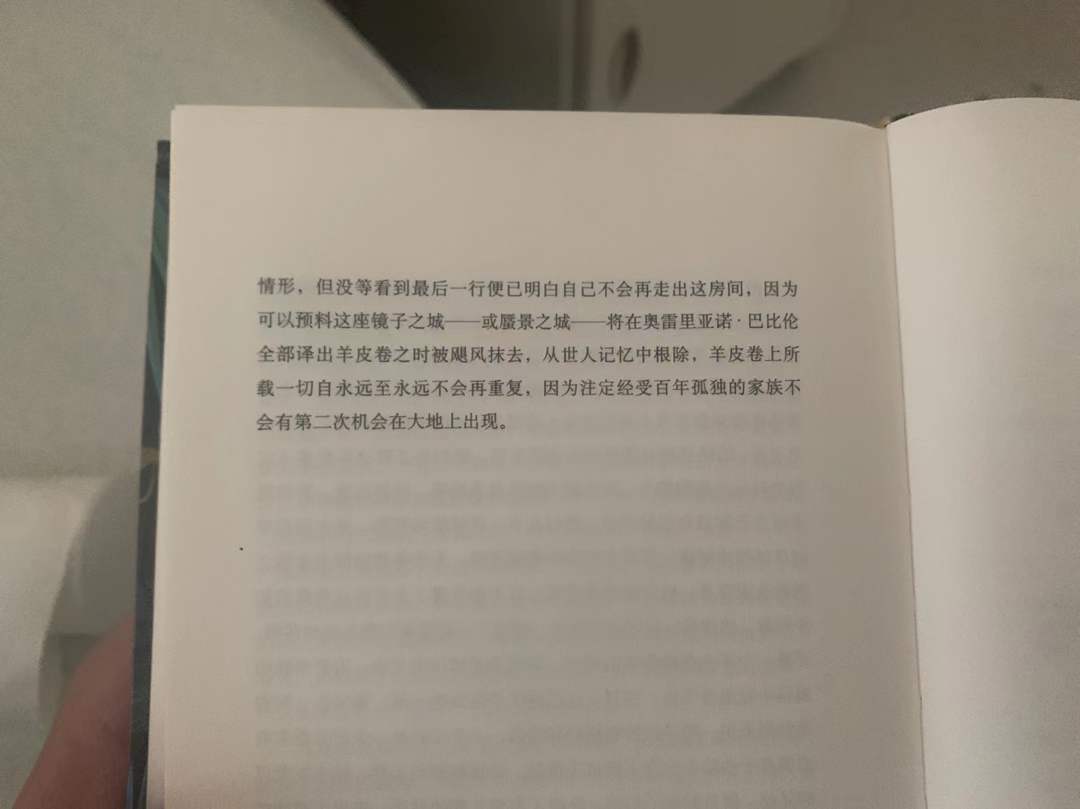 情形，但没等看到最后一行便已明白自己不会再走出这房间，因为
可以预料这座镜子之城——或蜃景之城——将在奥雷里亚诺·巴比伦
全部译出羊皮卷之时被飓风抹去，从世人记忆中根除，羊皮卷上所
载一切自永远至永远不会再重复，因为注定经受百年孤独的家族不
会有第二次机会在大地上出现。